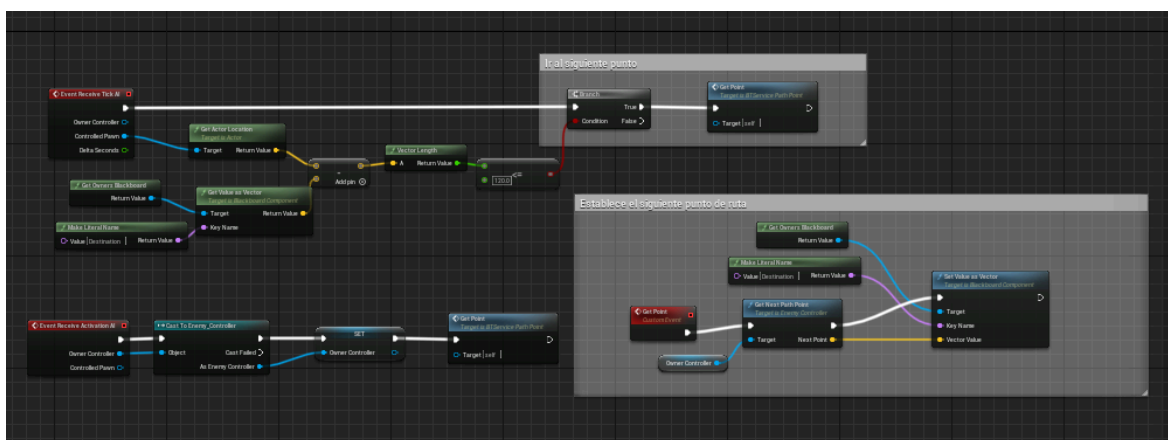 Ir al siguiente punto
Event Receive Tick AI
Owner Controller
Controlled Pawn
Delta Seconds
Get Actor Location
Target is Actor
Target
Return Value
Get Owners Blackboard
Return Value
Make Literal Name
Value Destination
Return Value
Get Value as Vector
Target is Blackboard Component
Target
Return Value
Key Name
-
Add pin
Vector Length
A
Return Value
<=
120.0
Branch
True
Condition
False
Get Point
Target is BTService Path Point
Target self
Event Receive Activation AI
Owner Controller
Controlled Pawn
Cast To Enemy_Controller
Object
Cast Failed
As Enemy Controller
SET
Owner Controller
Get Point
Target is BTService Path Point
Target self
Establece el siguiente punto de ruta
Get Owners Blackboard
Return Value
Make Literal Name
Value Destination
Return Value
Get Point
Custom Event
Owner Controller
Get Next Path Point
Target is Enemy Controller
Target
Next Point
Set Value as Vector
Target is Blackboard Component
Target
Key Name
Vector Value